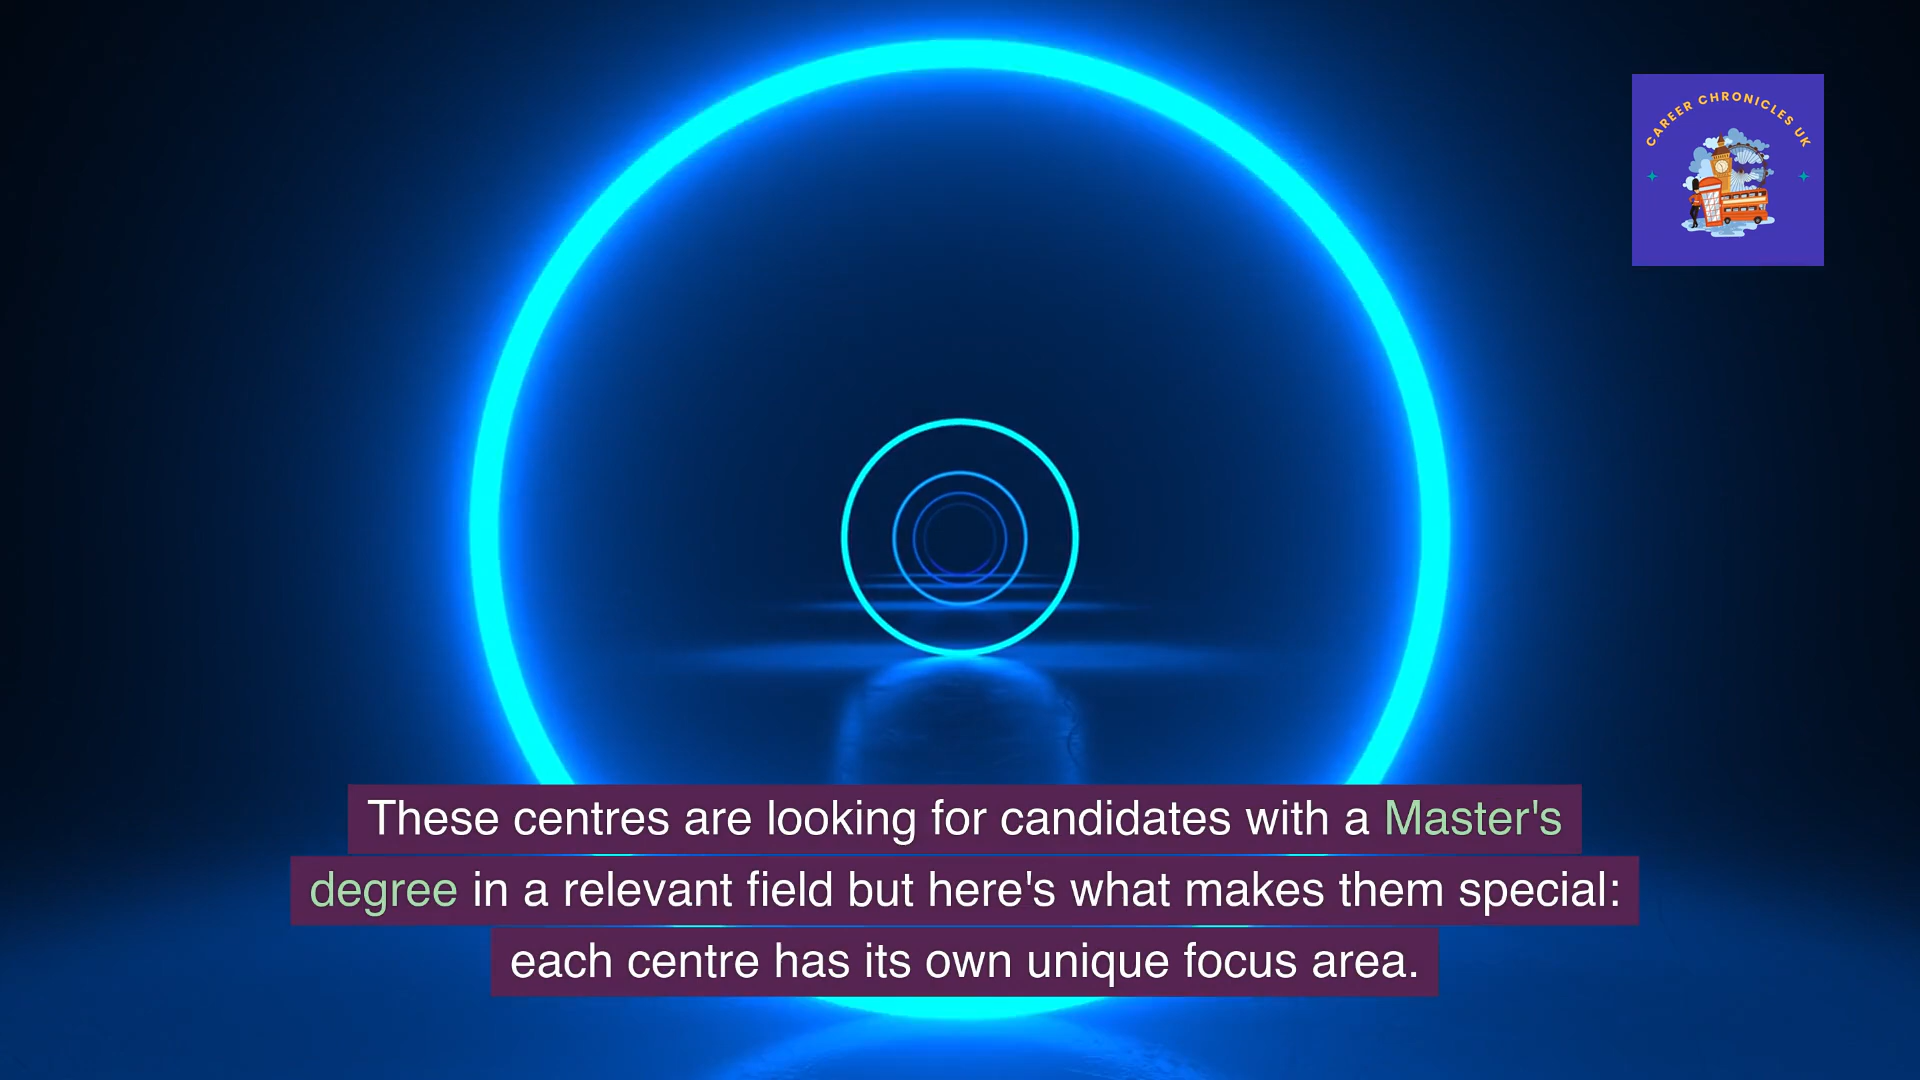 CAREER CHRONICLES UK
These centres are looking for candidates with a Master's
degree in a relevant field but here's what makes them special:
each centre has its own unique focus area.